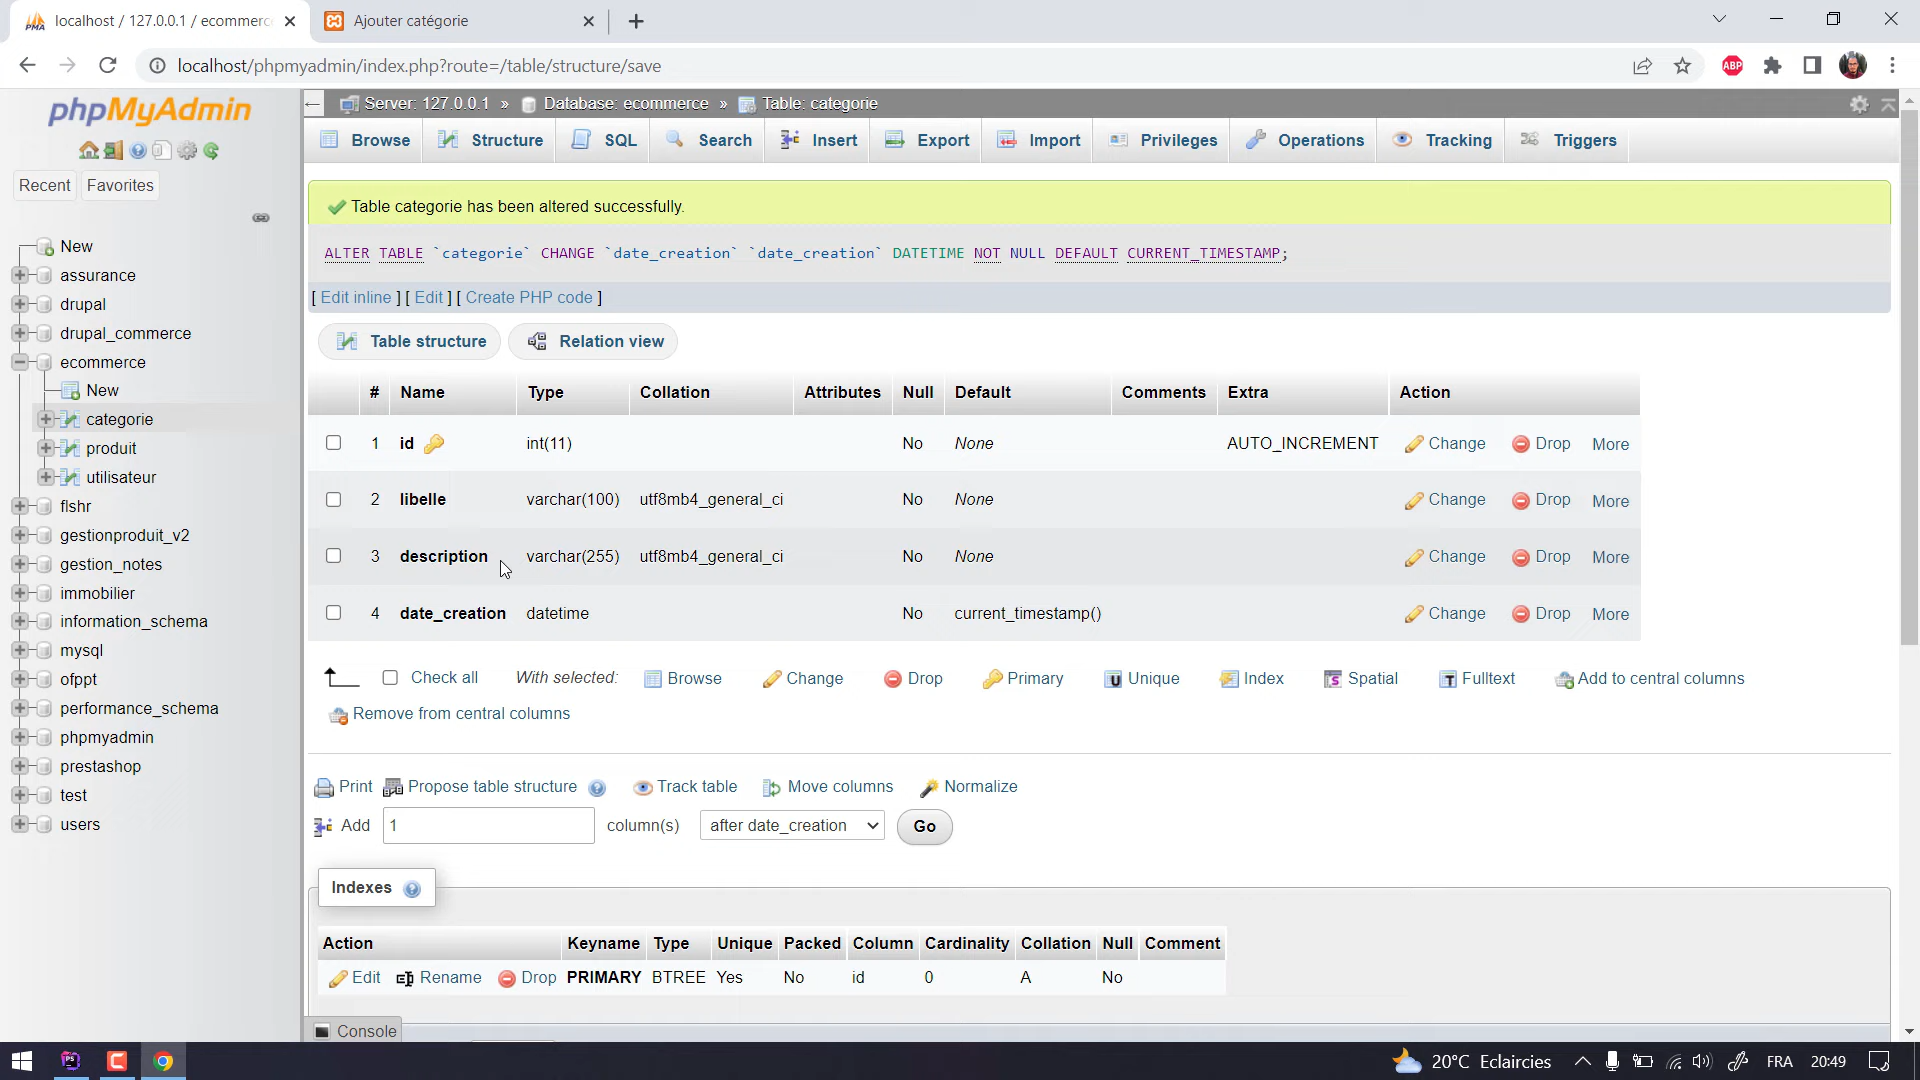 localhost / 127.0.0.1 / ecommerce
Ajouter catégorie
localhost/phpmyadmin/index.php?route=/table/structure/save
ABP
phpMyAdmin
Recent Favorites
New
assurance
drupal
drupal_commerce
ecommerce
New
categorie
produit
utilisateur
flshr
gestionproduit_v2
gestion_notes
immobilier
information_schema
mysql
ofppt
performance_schema
phpmyadmin
prestashop
test
users
Server: 127.0.0.1 » Database: ecommerce » Table: categorie
Browse Structure SQL Search Insert Export Import Privileges Operations Tracking Triggers
Table categorie has been altered successfully.
ALTER TABLE `categorie` CHANGE `date_creation` `date_creation` DATETIME NOT NULL DEFAULT CURRENT_TIMESTAMP;
[ Edit inline ] [ Edit ] [ Create PHP code ]
Table structure Relation view
# Name Type Collation Attributes Null Default Comments Extra Action
1 id int(11) No None AUTO_INCREMENT Change Drop More
2 libelle varchar(100) utf8mb4_general_ci No None Change Drop More
3 description varchar(255) utf8mb4_general_ci No None Change Drop More
4 date_creation datetime No current_timestamp() Change Drop More
Check all With selected: Browse Change Drop Primary Unique Index Spatial Fulltext Add to central columns
Remove from central columns
Print Propose table structure Track table Move columns Normalize
Add 1 column(s) after date_creation Go
Indexes
Action Keyname Type Unique Packed Column Cardinality Collation Null Comment
Edit Rename Drop PRIMARY BTREE Yes No id 0 A No
Console
20°C Eclaircies FRA 20:49